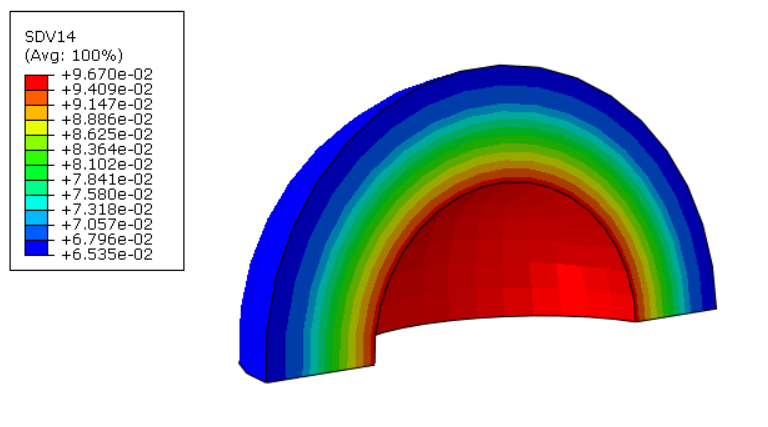 SDV14
(Avg: 100%)
+9.670e-02
+9.409e-02
+9.147e-02
+8.886e-02
+8.625e-02
+8.364e-02
+8.102e-02
+7.841e-02
+7.580e-02
+7.318e-02
+7.057e-02
+6.796e-02
+6.535e-02